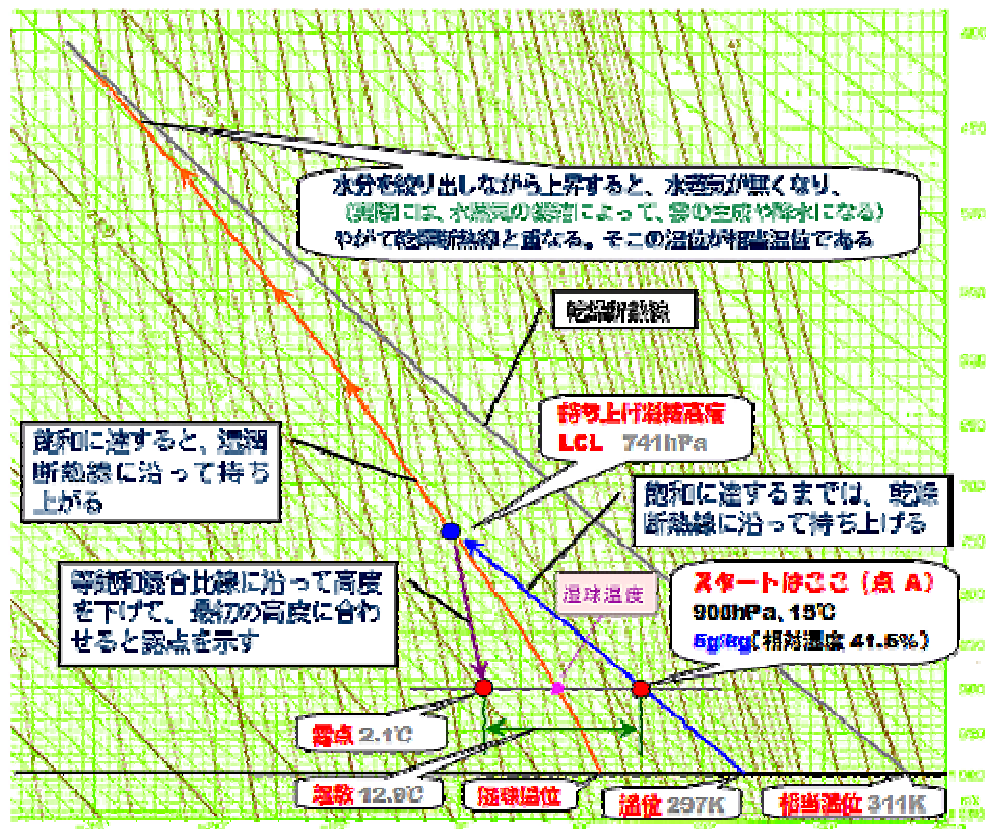 水分を絞り出しながら上昇すると、水蒸気が無くなり、
(実際には、水蒸気の凝結によって、雲の生成や降水になる)
やがて乾燥断熱線と重なる。そこの温位が相当温位である
乾燥断熱線
持ち上げ凝結高度
LCL 741hPa
飽和に達すると、湿潤
断熱線に沿って持ち
上がる
飽和に達するまでは、乾燥
断熱線に沿って持ち上げる
等飽和混合比線に沿って高度
を下げて、最初の高度に合わ
せると露点を示す
湿球温度
スタートはここ(点 A)
900hPa、15℃
5g/kg(相対湿度 41.5%)
露点 2.1℃
湿数 12.9℃
湿球温位
温位 297K
相当温位 311K